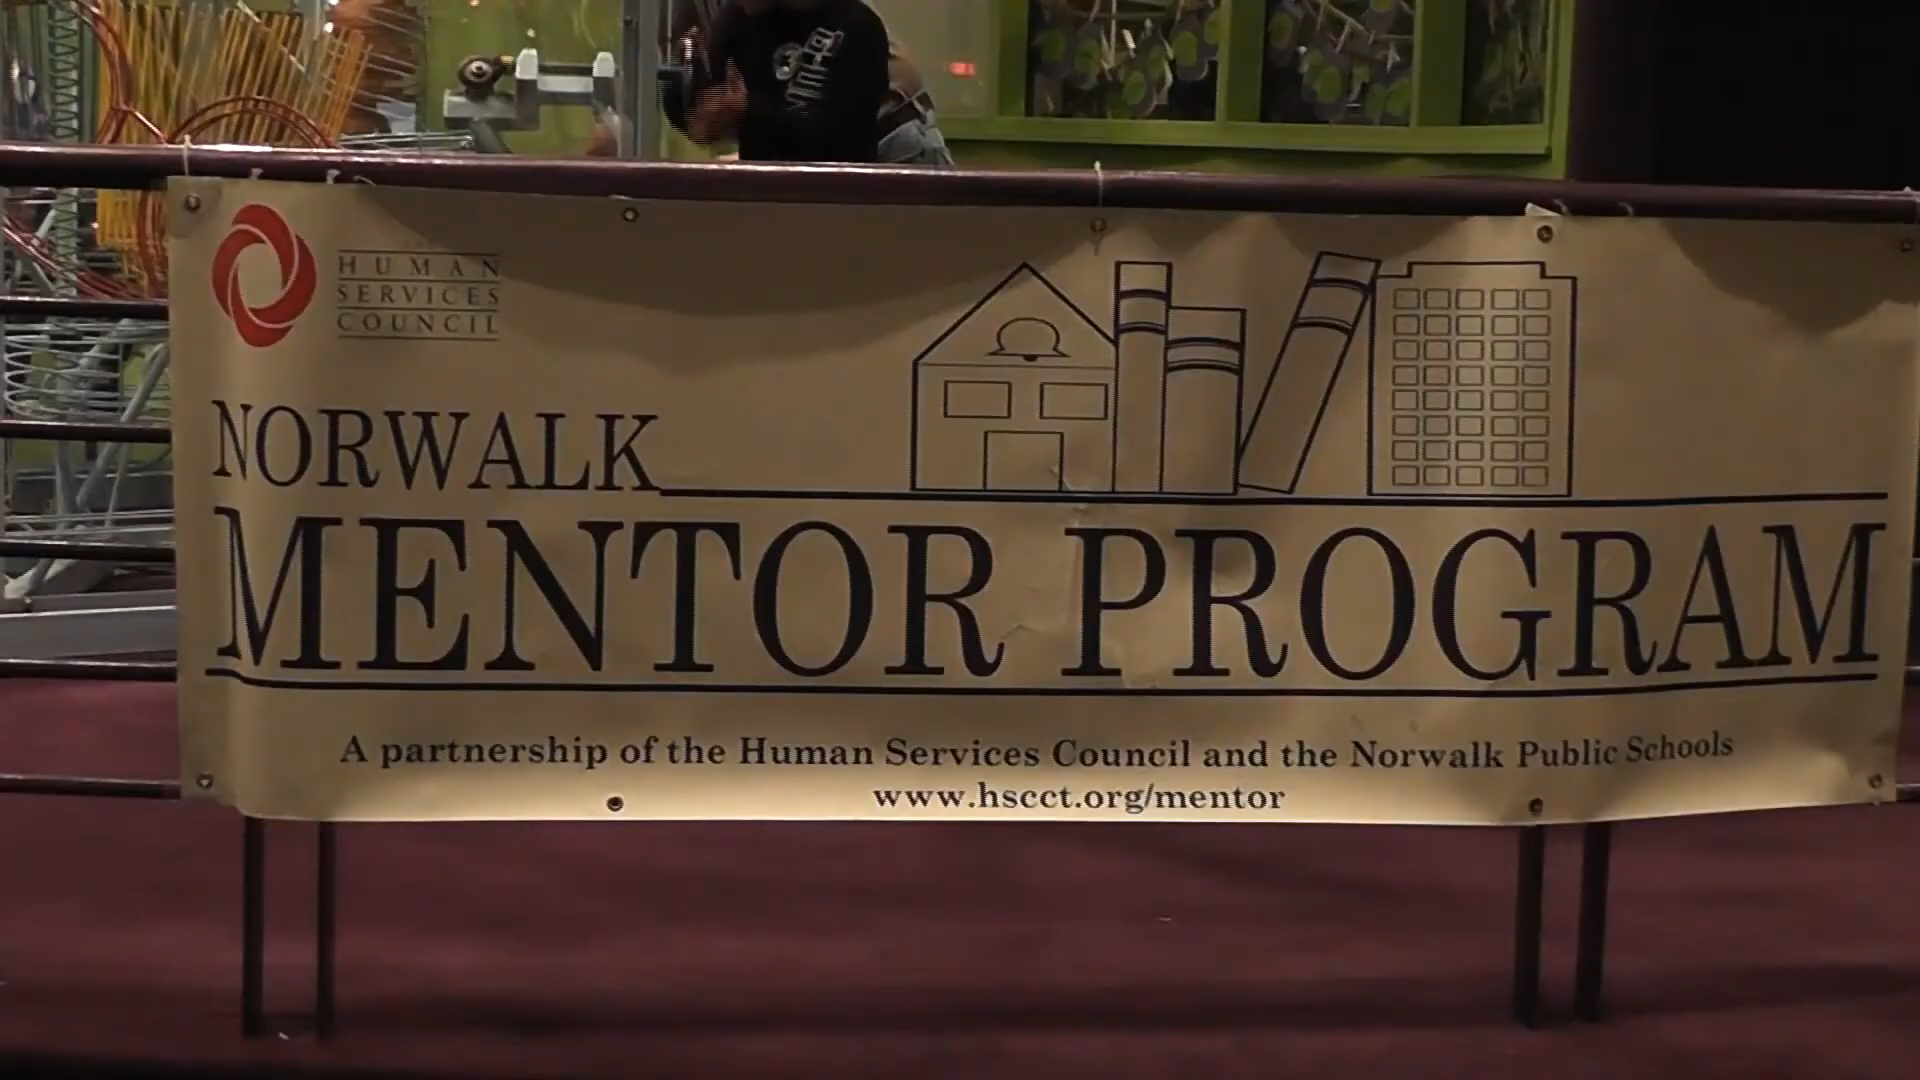 HUMAN
SERVICES
COUNCIL
NORWALK
MENTOR PROGRAM
A partnership of the Human Services Council and the Norwalk Public Schools
www.hscct.org/mentor